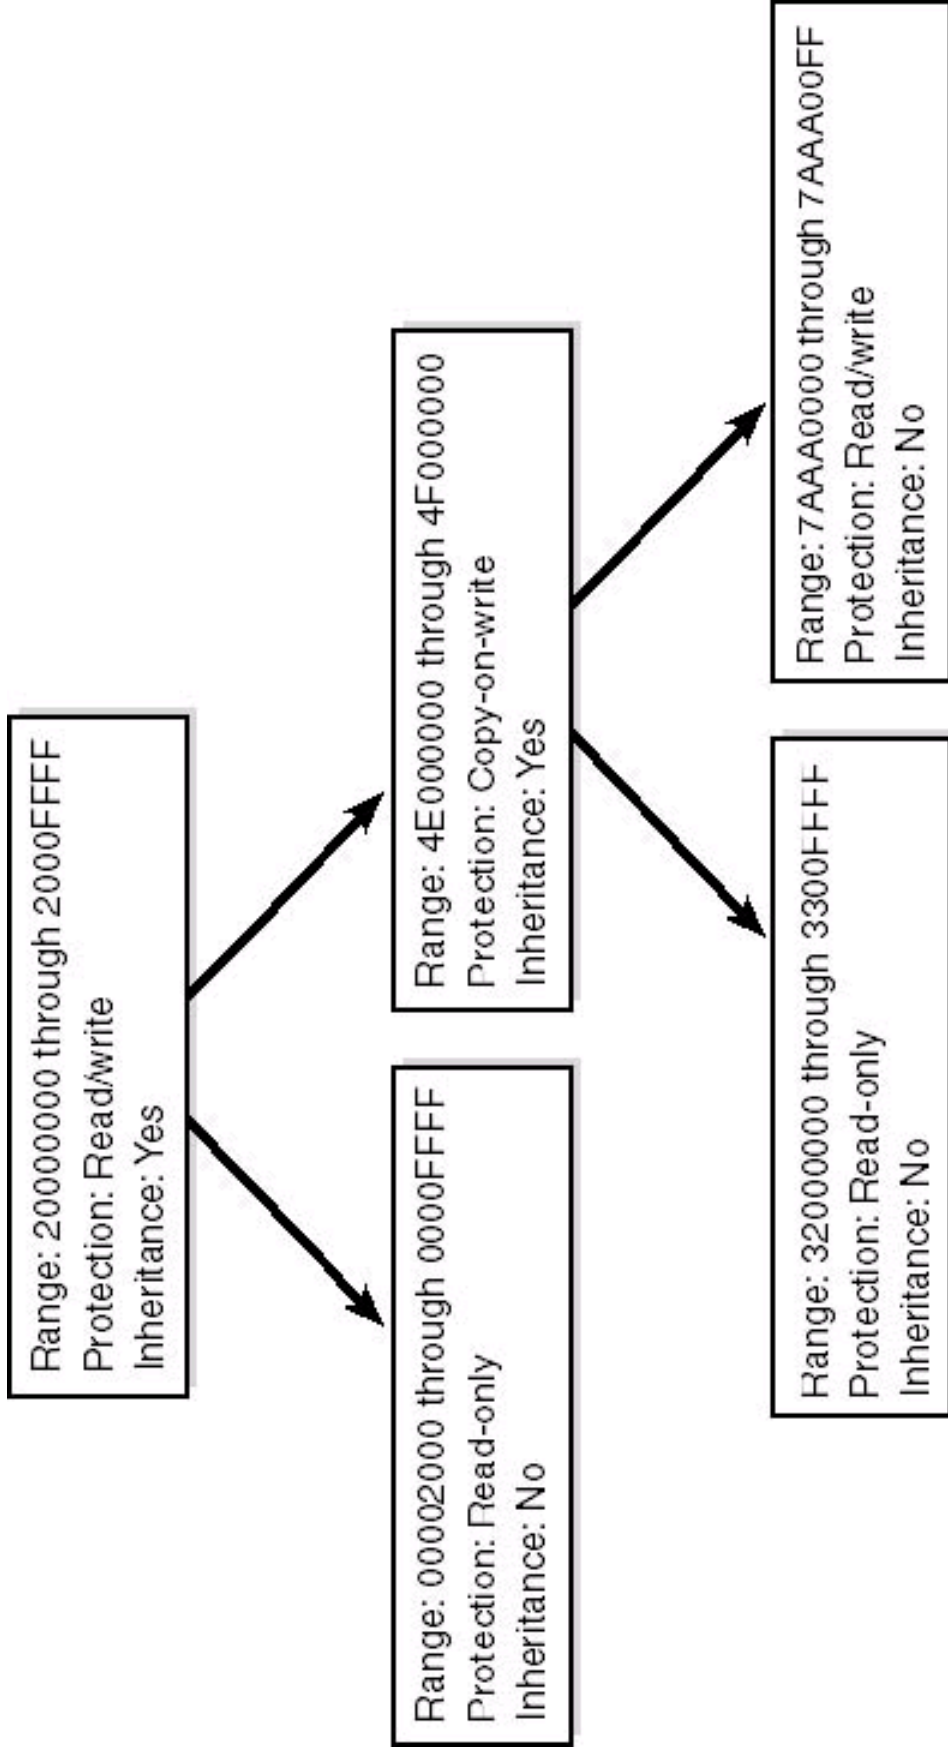 Range: 20000000 through 2000FFFF
Protection: Read/write
Inheritance: Yes
Range: 00002000 through 0000FFFF
Protection: Read-only
Inheritance: No
Range: 4E000000 through 4F000000
Protection: Copy-on-write
Inheritance: Yes
Range: 32000000 through 3300FFFF
Protection: Read-only
Inheritance: No
Range: 7AAA0000 through 7AAA00FF
Protection: Read/write
Inheritance: No